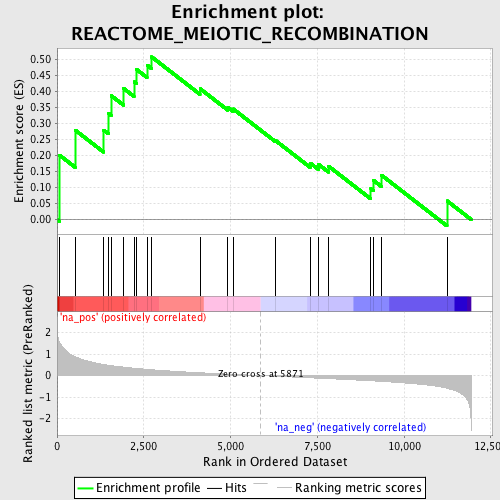 Enrichment plot:
REACTOME_MEIOTIC_RECOMBINATION
Enrichment score (ES)
0.50
0.45
0.40
0.35
0.30
0.25
0.20
0.15
0.10
0.05
0.00
'na_pos' (positively correlated)
Ranked list metric (PreRanked)
2
1
0
-1
-2
Zero cross at 5871
'na_neg' (negatively correlated)
0 2,500 5,000 7,500 10,000 12,500
Rank in Ordered Dataset
Enrichment profile Hits Ranking metric scores